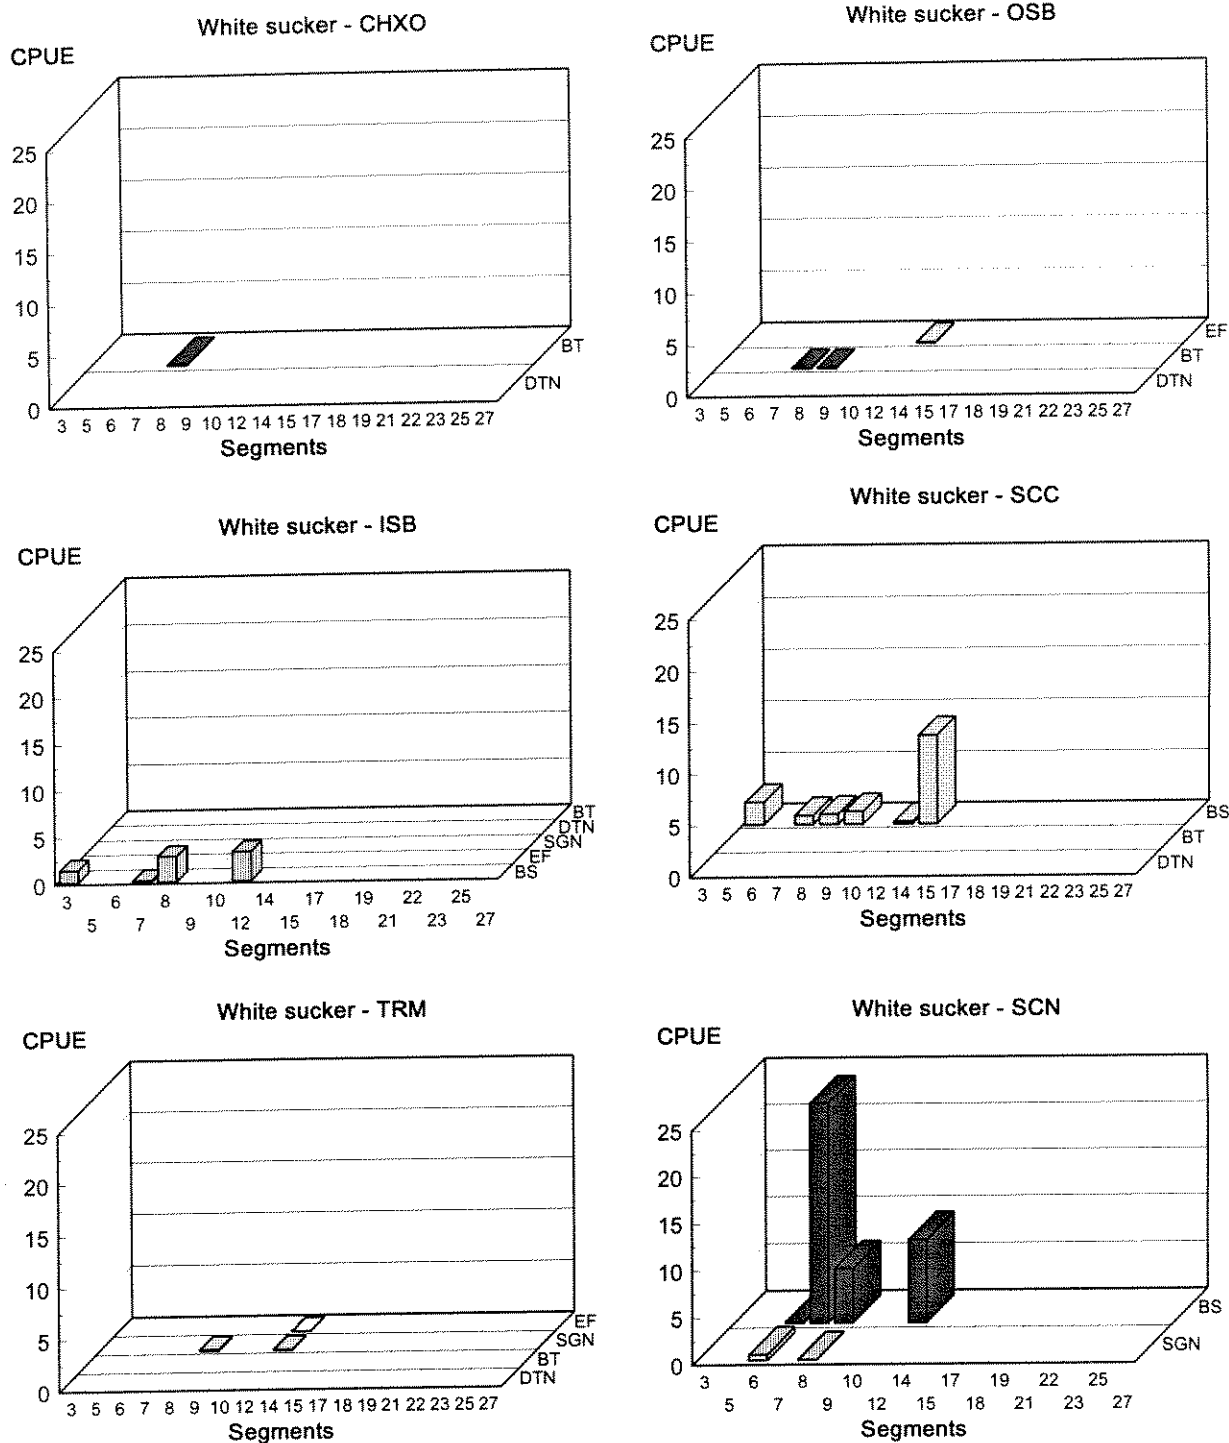 White sucker - CHXO
CPUE
25
20
15
10
5
0
BT
DTN
3 5 6 7 8 9 10 12 14 15 17 19 21 22 23 25 27
Segments
White sucker - OSB
CPUE
25
20
15
10
5
0
EF
BT
DTN
3 5 6 7 8 9 10 12 14 15 17 18 19 21 22 23 25 27
Segments
White sucker - ISB
CPUE
25
20
15
10
5
0
BT
DTN
SGN
EF
BS
3 6 8 10 14 17 19 22 25
5 7 9 12 15 18 21 23 27
Segments
White sucker - SCC
CPUE
25
20
15
10
5
0
BS
BT
DTN
3 5 6 7 8 9 10 12 14 15 17 18 19 21 22 23 25 27
Segments
White sucker - TRM
CPUE
25
20
15
10
5
0
EF
SGN
BT
DTN
3 5 6 7 8 9 10 12 14 15 17 18 19 21 22 23 25 27
Segments
White sucker - SCN
CPUE
25
20
15
10
5
0
BS
SGN
3 6 8 10 14 17 19 22 25
5 7 9 12 15 18 21 23 27
Segments